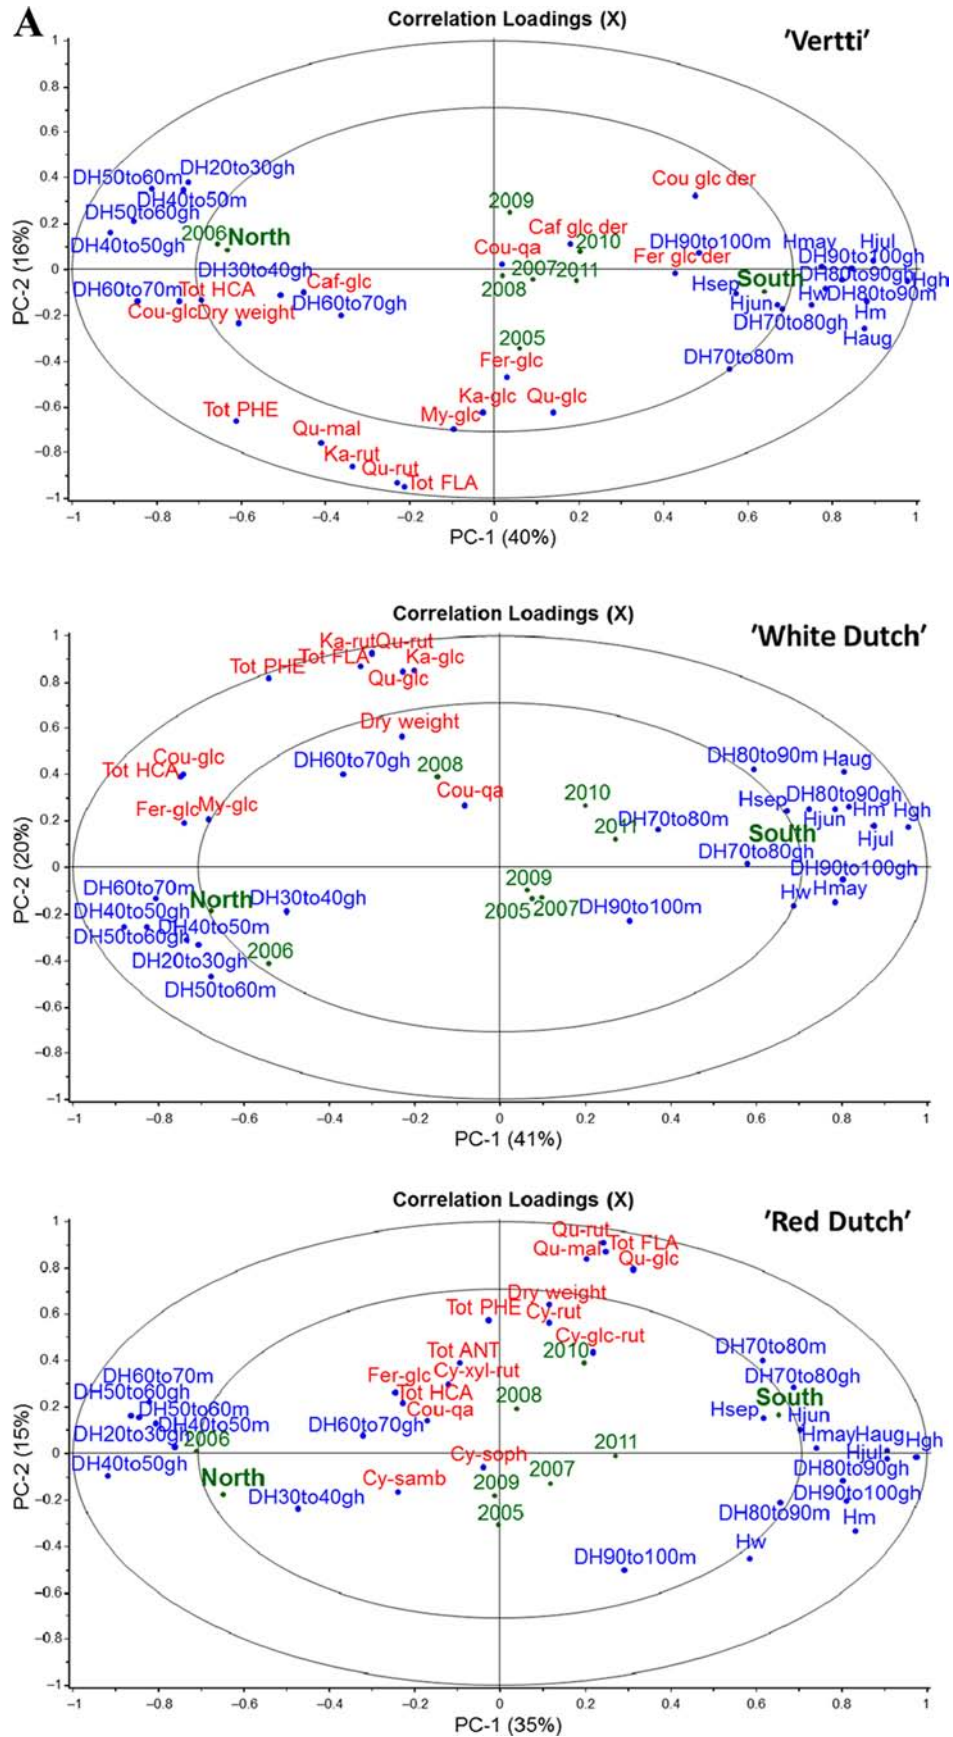 A
Correlation Loadings (X)
'Vertti'
1
0.8
0.6
0.4
0.2
0
−0.2
−0.4
−0.6
−0.8
−1
PC-2 (16%)
DH50to60m
DH20to30gh
DH40to50m
DH50to60gh
2006
North
DH40to50gh
DH30to40gh
DH60to70m
Tot HCA
Caf-glc
Cou-glc
Dry weight
DH60to70gh
Tot PHE
Qu-mal
Ka-rut
Qu-rut
Tot FLA
My-glc
Ka-glc
Qu-glc
Fer-glc
2005
2009
Caf glc der
Cou-qa
2010
2007
2011
2008
Cou glc der
DH90to100m
Hmay
Hjul
Fer glc der
DH90to100gh
South
DH80to90gh
Hgh
Hsep
Hw
DH80to90m
Hjun
Hm
DH70to80gh
Haug
DH70to80m
−1
−0.8
−0.6
−0.4
−0.2
0
0.2
0.4
0.6
0.8
1
PC-1 (40%)
Correlation Loadings (X)
'White Dutch'
1
0.8
0.6
0.4
0.2
0
−0.2
−0.4
−0.6
−0.8
−1
PC-2 (20%)
Ka-rut
Qu-rut
Tot FLA
Ka-glc
Tot PHE
Qu-glc
Dry weight
Cou-glc
DH60to70gh
2008
Tot HCA
Cou-qa
Fer-glc
My-glc
2010
2011
DH70to80m
DH80to90m
Haug
Hsep
DH80to90gh
Hm
Hgh
Hjun
South
Hjul
DH70to80gh
DH90to100gh
Hw
Hmay
2009
2005
2007
DH90to100m
DH60to70m
North
DH30to40gh
DH40to50gh
DH40to50m
DH50to60gh
2006
DH20to30gh
DH50to60m
−1
−0.8
−0.6
−0.4
−0.2
0
0.2
0.4
0.6
0.8
1
PC-1 (41%)
Correlation Loadings (X)
'Red Dutch'
1
0.8
0.6
0.4
0.2
0
−0.2
−0.4
−0.6
−0.8
−1
PC-2 (15%)
Qu-rut
Qu-mal
Tot FLA
Qu-glc
Dry weight
Tot PHE
Cy-rut
Cy-glc-rut
Tot ANT
2010
Fer-glc
Cy-xyl-rut
Tot HCA
2008
Cou-qa
DH60to70m
DH50to60gh
DH50to60m
DH40to50m
DH60to70gh
DH20to30gh
2006
DH40to50gh
North
DH30to40gh
Cy-soph
Cy-samb
2011
2007
2009
2005
DH70to80m
DH70to80gh
South
Hsep
Hjun
Hmay
Haug
Hgh
Hjul
DH80to90gh
DH90to100gh
DH80to90m
Hm
Hw
DH90to100m
−1
−0.8
−0.6
−0.4
−0.2
0
0.2
0.4
0.6
0.8
1
PC-1 (35%)